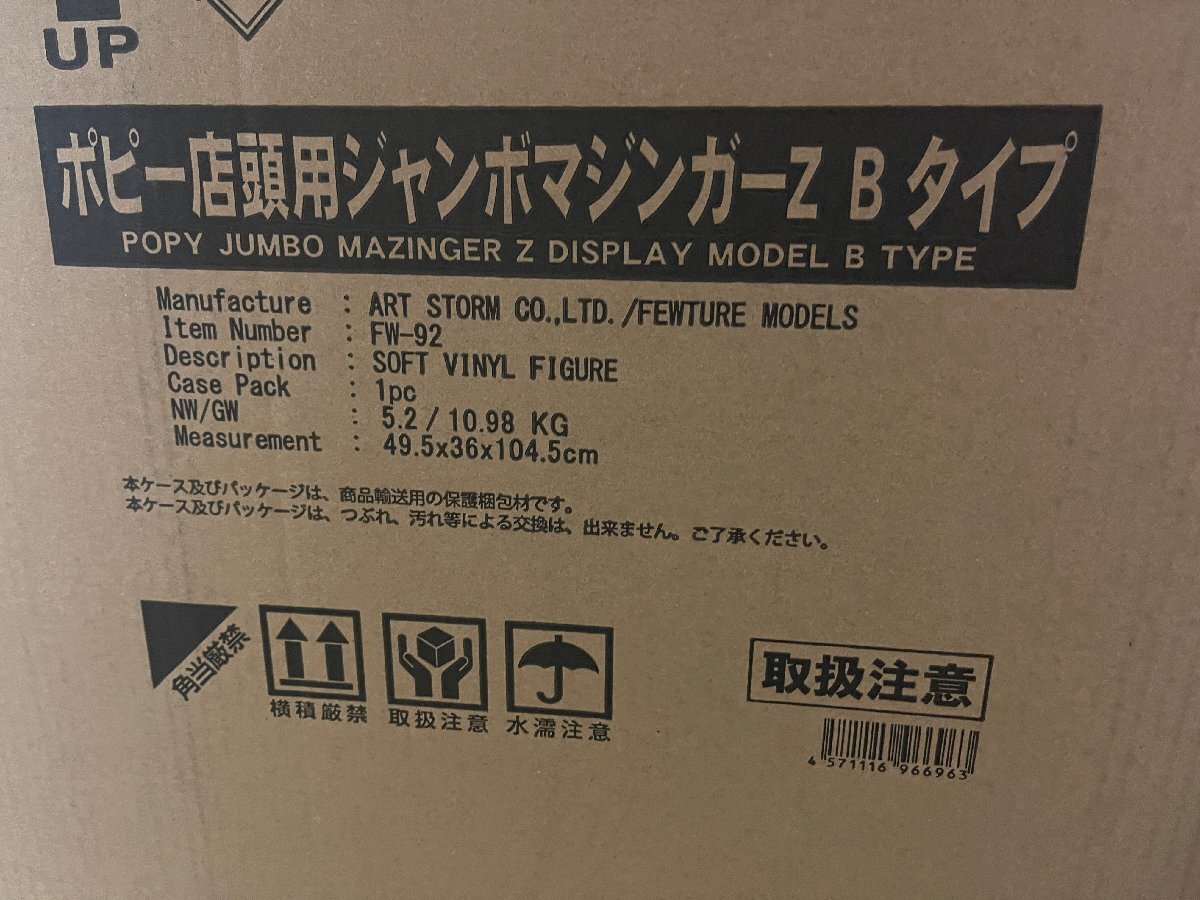 UP
ポピー店頭用ジャンボマジンガーZ B タイプ
POPY JUMBO MAZINGER Z DISPLAY MODEL B TYPE
Manufacture : ART STORM CO.,LTD./FEWTURE MODELS
Item Number : FW-92
Description : SOFT VINYL FIGURE
Case Pack : 1pc
NW/GW : 5.2 / 10.98 KG
Measurement : 49.5x36x104.5cm
本ケース及びパッケージは、商品輸送用の保護梱包材です。
本ケース及びパッケージは、つぶれ、汚れ等による交換は、出来ません。ご了承ください。
角当厳禁
横積厳禁
取扱注意
水濡注意
取扱注意
4 571116 966963